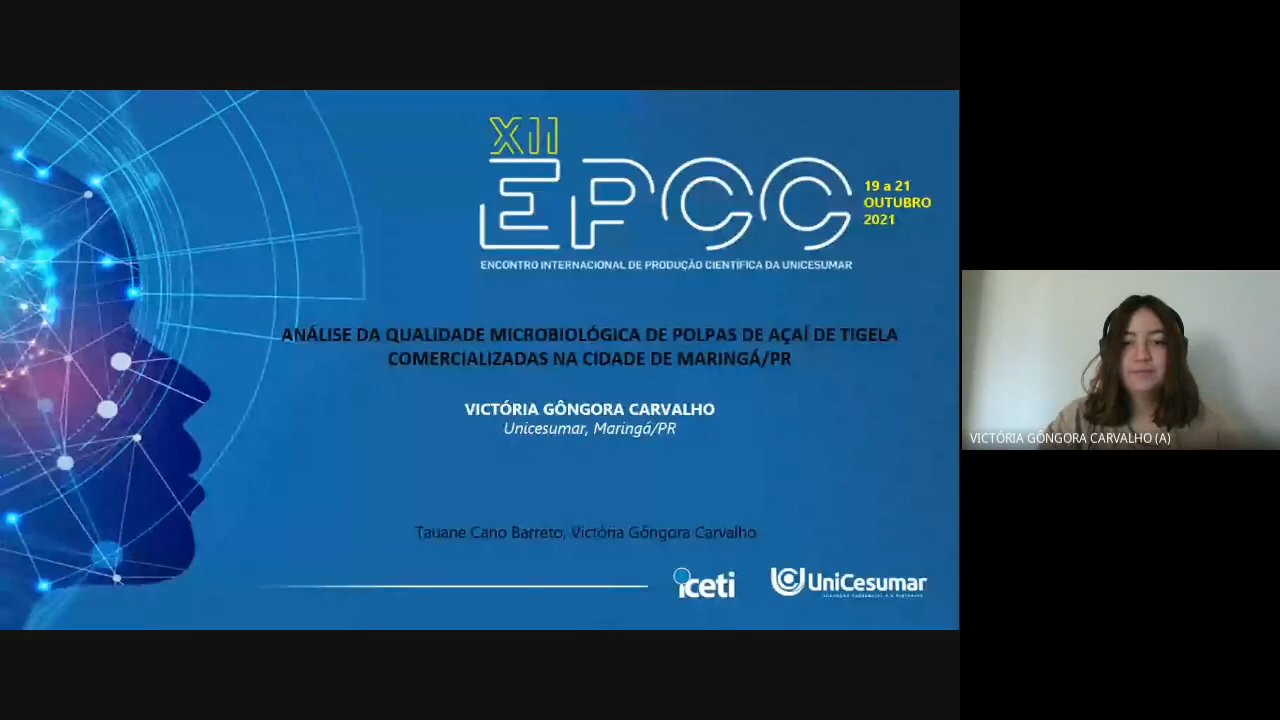 XII
EPCC
19 a 21
OUTUBRO
2021
ENCONTRO INTERNACIONAL DE PRODUÇÃO CIENTÍFICA DA UNICESUMAR
ANÁLISE DA QUALIDADE MICROBIOLÓGICA DE POLPAS DE AÇAÍ DE TIGELA
COMERCIALIZADAS NA CIDADE DE MARINGÁ/PR
VICTÓRIA GÔNGORA CARVALHO
Unicesumar, Maringá/PR
VICTÓRIA GÔNGORA CARVALHO (A)
Tauane Cano Barreto, Victória Gôngora Carvalho
iceti
UniCesumar